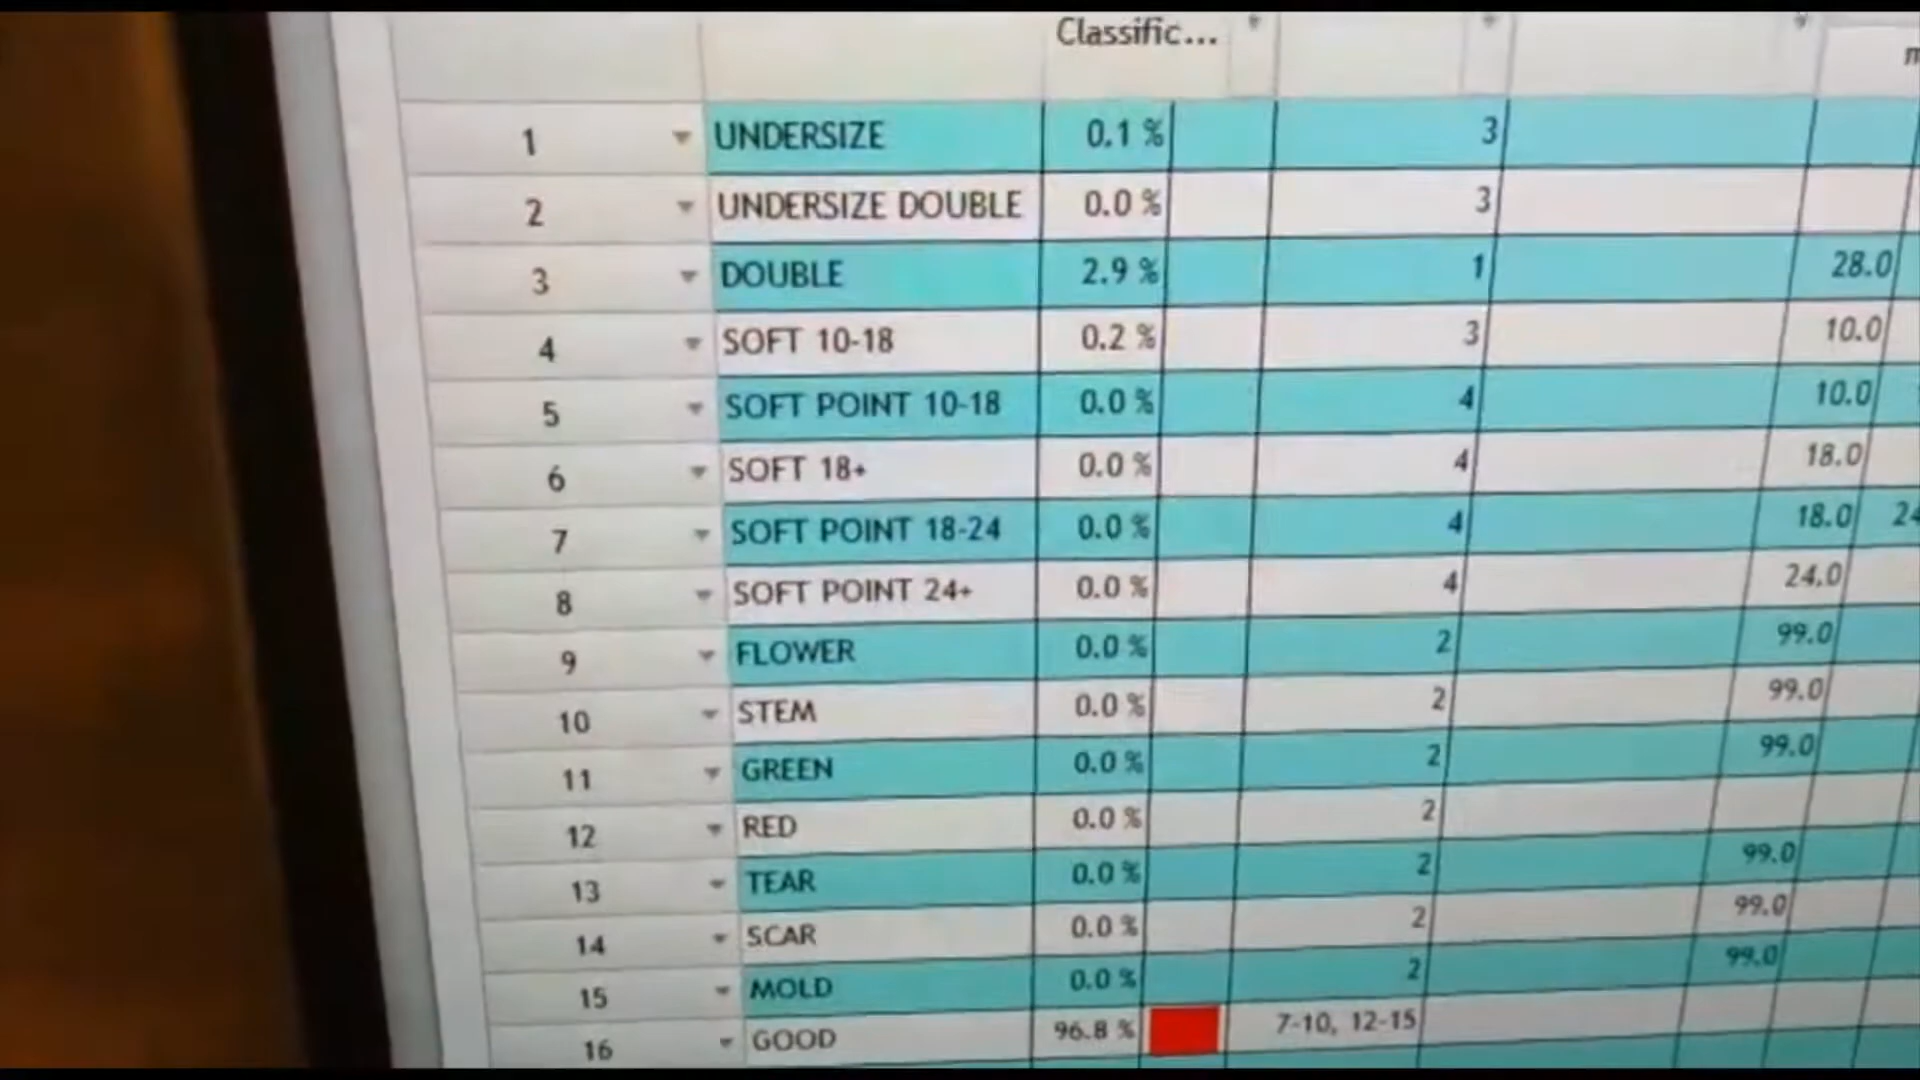 Classific...
1 UNDERSIZE 0.1 % 3
2 UNDERSIZE DOUBLE 0.0 % 3
3 DOUBLE 2.9 % 1 28.0
4 SOFT 10-18 0.2 % 3 10.0
5 SOFT POINT 10-18 0.0 % 4 10.0
6 SOFT 18+ 0.0 % 4 18.0
7 SOFT POINT 18-24 0.0 % 4 18.0 24
8 SOFT POINT 24+ 0.0 % 4 24.0
9 FLOWER 0.0 % 2 99.0
10 STEM 0.0 % 2 99.0
11 GREEN 0.0 % 2 99.0
12 RED 0.0 % 2
13 TEAR 0.0 % 2 99.0
14 SCAR 0.0 % 2 99.0
15 MOLD 0.0 % 2 99.0
16 GOOD 96.8 % 7-10, 12-15